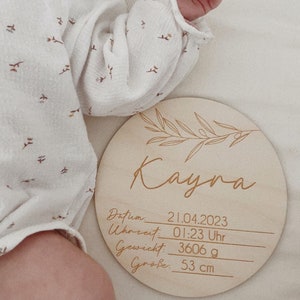 Kayra
Datum 21.04.2023
Uhrzeit 01:23 Uhr
Gewicht 3606 g
Größe 53 cm